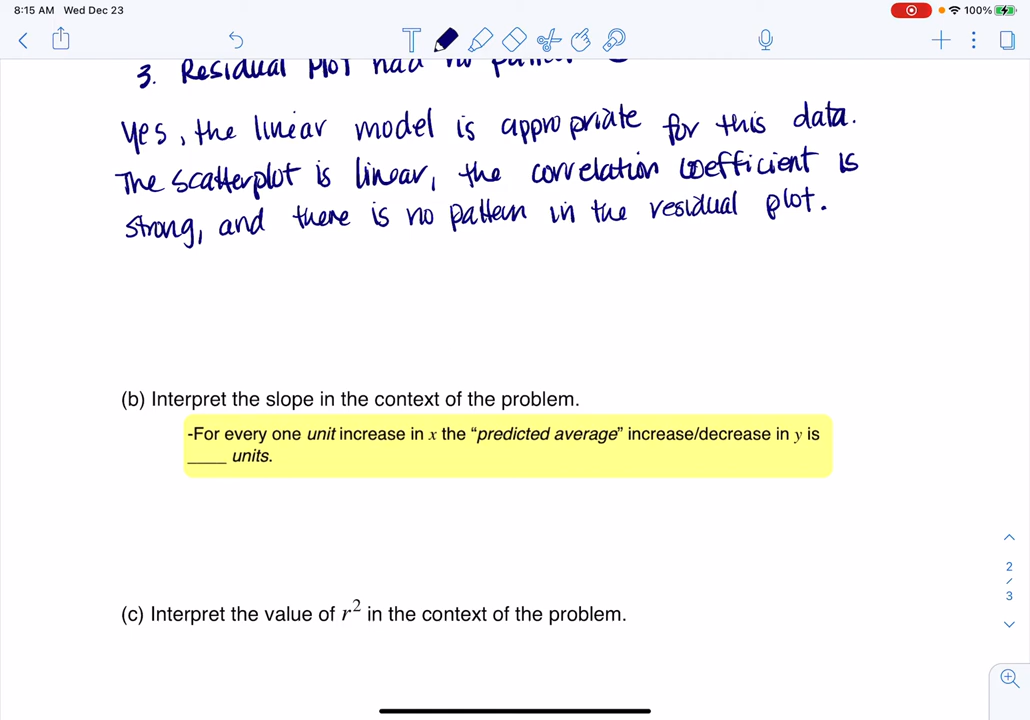 8:15 AM Wed Dec 23
100%
3. Residual Plot had no
Yes, the linear model is appropriate for this data.
The scatterplot is linear, the correlation coefficient is
strong, and there is no pattern in the residual plot.
(b) Interpret the slope in the context of the problem.
-For every one unit increase in x the “predicted average” increase/decrease in y is
____ units.
2
/
3
(c) Interpret the value of r² in the context of the problem.